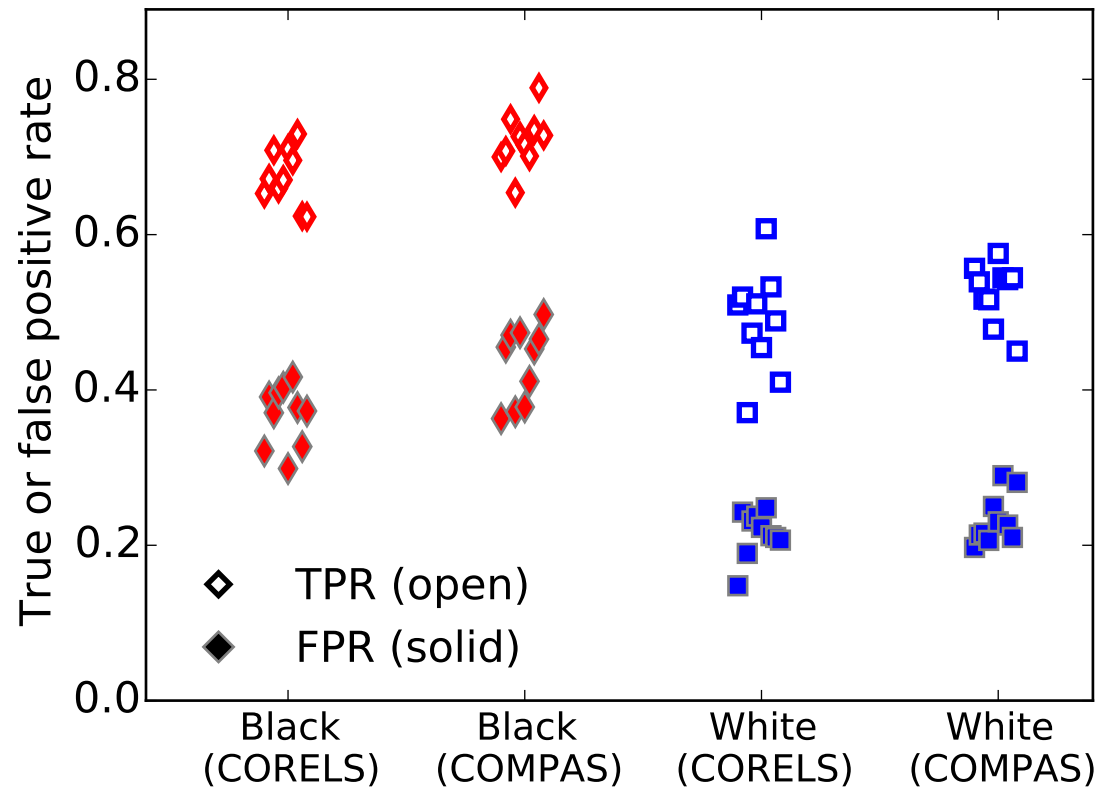 True or false positive rate
0.8
0.6
0.4
0.2
0.0
TPR (open)
FPR (solid)
Black
(CORELS)
Black
(COMPAS)
White
(CORELS)
White
(COMPAS)